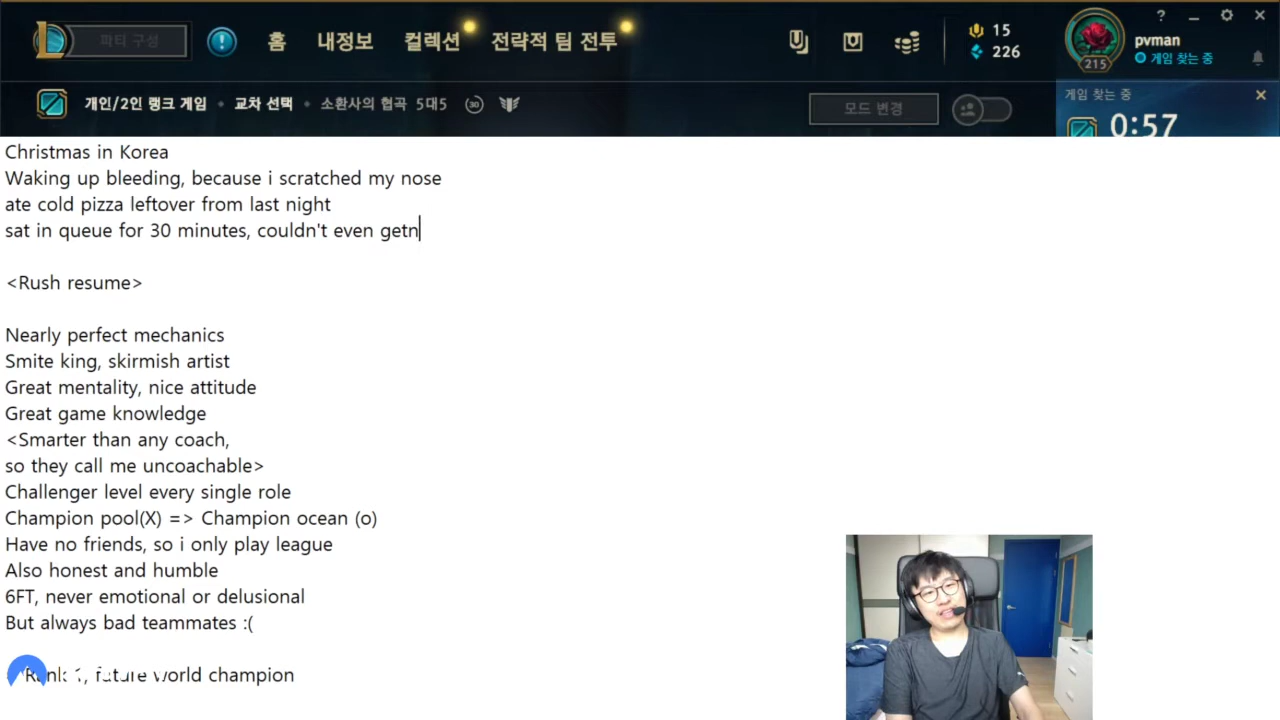 파티 구성
홈
내정보
컬렉션
전략적 팀 전투
15
226
?
pvman
215
게임 찾는 중
개인/2인 랭크 게임 • 교차 선택 • 소환사의 협곡 5대5
30
모드 변경
게임 찾는 중
0:57
Christmas in Korea
Waking up bleeding, because i scratched my nose
ate cold pizza leftover from last night
sat in queue for 30 minutes, couldn't even getn
<Rush resume>
Nearly perfect mechanics
Smite king, skirmish artist
Great mentality, nice attitude
Great game knowledge
<Smarter than any coach,
so they call me uncoachable>
Challenger level every single role
Champion pool(X) => Champion ocean (o)
Have no friends, so i only play league
Also honest and humble
6FT, never emotional or delusional
But always bad teammates :(
Rank 1, future world champion